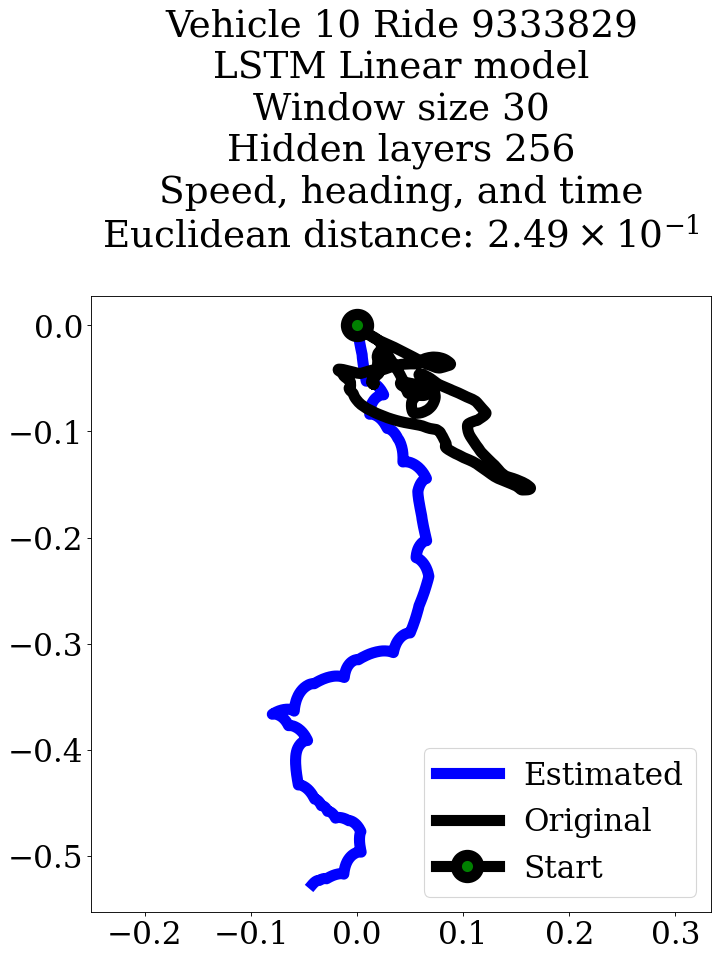 Vehicle 10 Ride 9333829
LSTM Linear model
Window size 30
Hidden layers 256
Speed, heading, and time
Euclidean distance: 2.49 × 10⁻¹
0.0
−0.1
−0.2
−0.3
−0.4
−0.5
Estimated
Original
Start
−0.2 −0.1 0.0 0.1 0.2 0.3